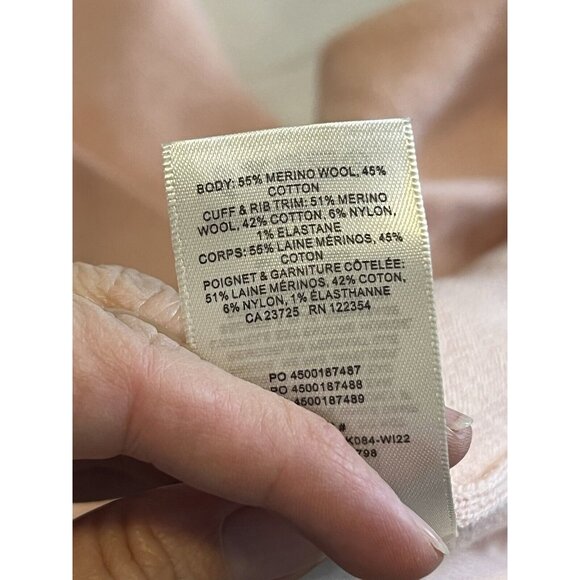 BODY: 55% MERINO WOOL, 45%
COTTON
CUFF & RIB TRIM: 51% MERINO
WOOL, 42% COTTON, 6% NYLON,
1% ELASTANE
CORPS: 55% LAINE MÉRINOS, 45%
COTON
POIGNET & GARNITURE CÔTELÉE:
51% LAINE MÉRINOS, 42% COTON,
6% NYLON, 1% ÉLASTHANNE
CA 23725 RN 122354
PO 4500187487
PO 4500187488
4500187489
#
K084-WI22
798